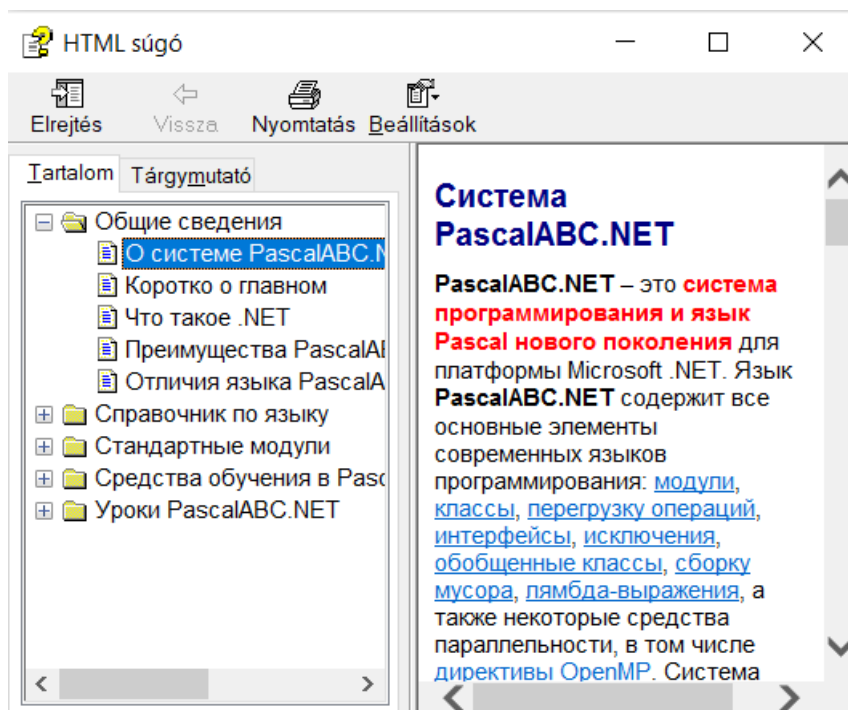 HTML súgó
Elrejtés Vissza Nyomtatás Beállítások
Tartalom Tárgymutató
Общие сведения
О системе PascalABC.N
Коротко о главном
Что такое .NET
Преимущества PascalAB
Отличия языка PascalA
Справочник по языку
Стандартные модули
Средства обучения в Pasc
Уроки PascalABC.NET
Система
PascalABC.NET
PascalABC.NET – это система
программирования и язык
Pascal нового поколения для
платформы Microsoft .NET. Язык
PascalABC.NET содержит все
основные элементы
современных языков
программирования: модули,
классы, перегрузку операций,
интерфейсы, исключения,
обобщенные классы, сборку
мусора, лямбда-выражения, а
также некоторые средства
параллельности, в том числе
директивы OpenMP. Система